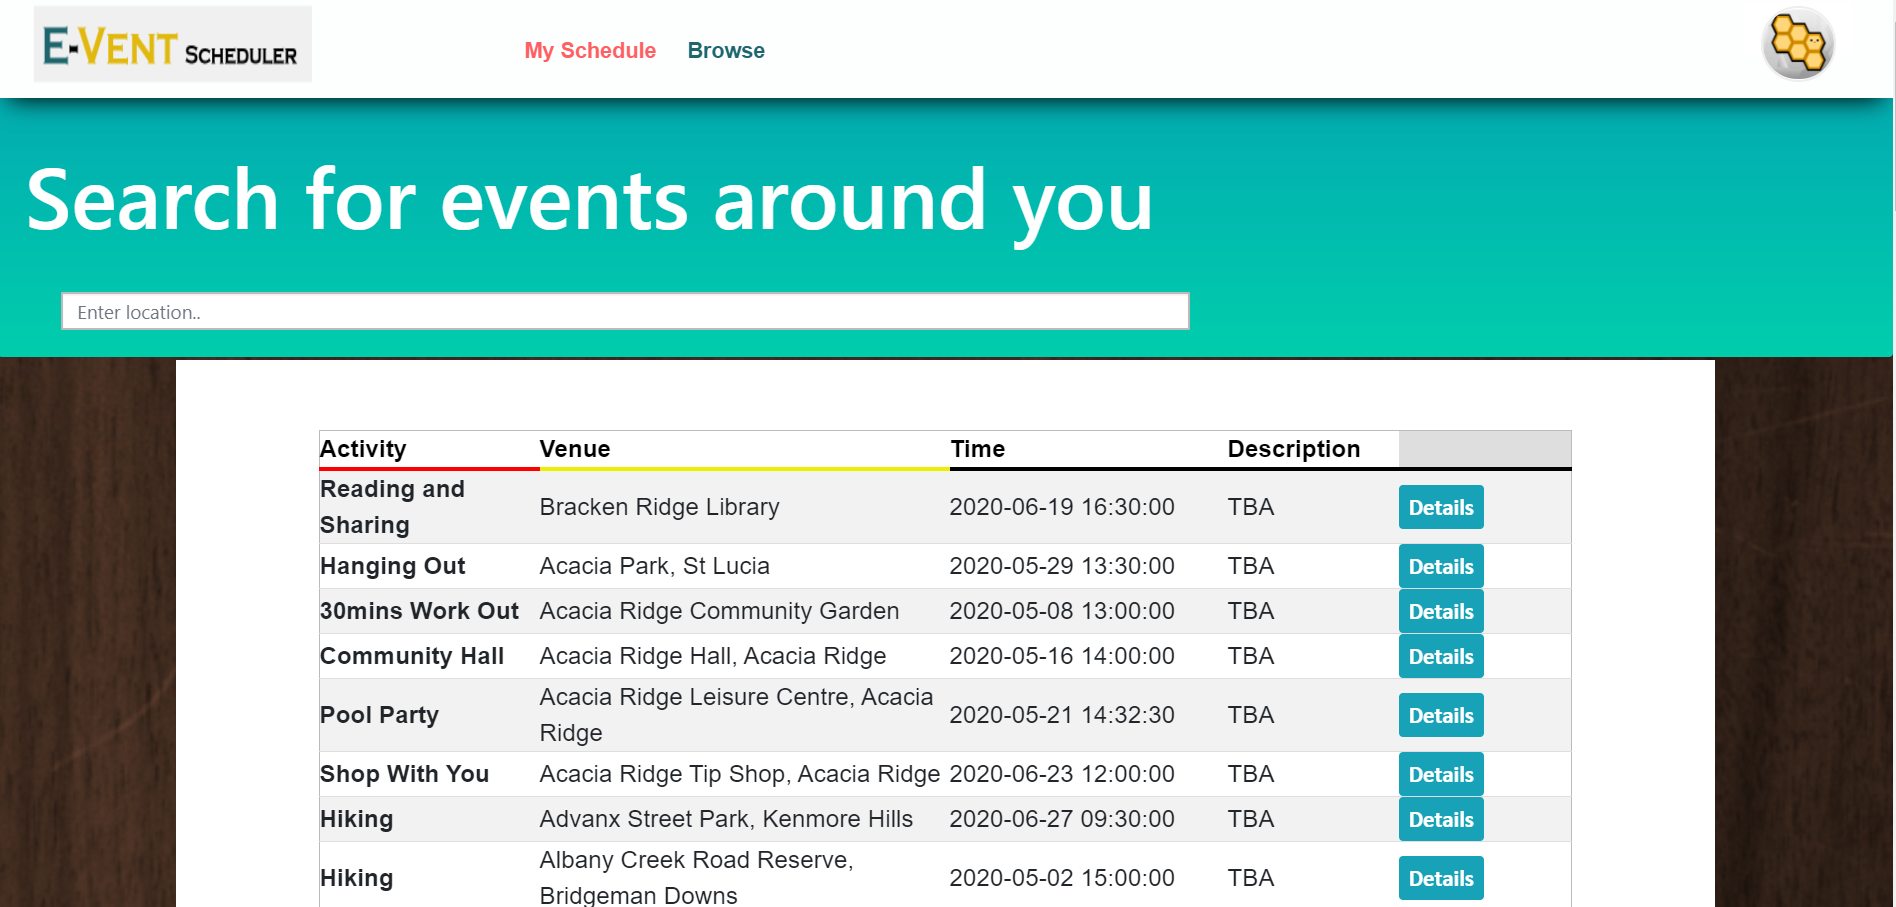 E-VENT SCHEDULER
My Schedule Browse
Search for events around you
Enter location..
Activity Venue Time Description
Reading and
Sharing
Bracken Ridge Library 2020-06-19 16:30:00 TBA Details
Hanging Out Acacia Park, St Lucia 2020-05-29 13:30:00 TBA Details
30mins Work Out Acacia Ridge Community Garden 2020-05-08 13:00:00 TBA Details
Community Hall Acacia Ridge Hall, Acacia Ridge 2020-05-16 14:00:00 TBA Details
Pool Party
Acacia Ridge Leisure Centre, Acacia
Ridge
2020-05-21 14:32:30 TBA Details
Shop With You Acacia Ridge Tip Shop, Acacia Ridge 2020-06-23 12:00:00 TBA Details
Hiking Advanx Street Park, Kenmore Hills 2020-06-27 09:30:00 TBA Details
Hiking
Albany Creek Road Reserve,
Bridgeman Downs
2020-05-02 15:00:00 TBA Details